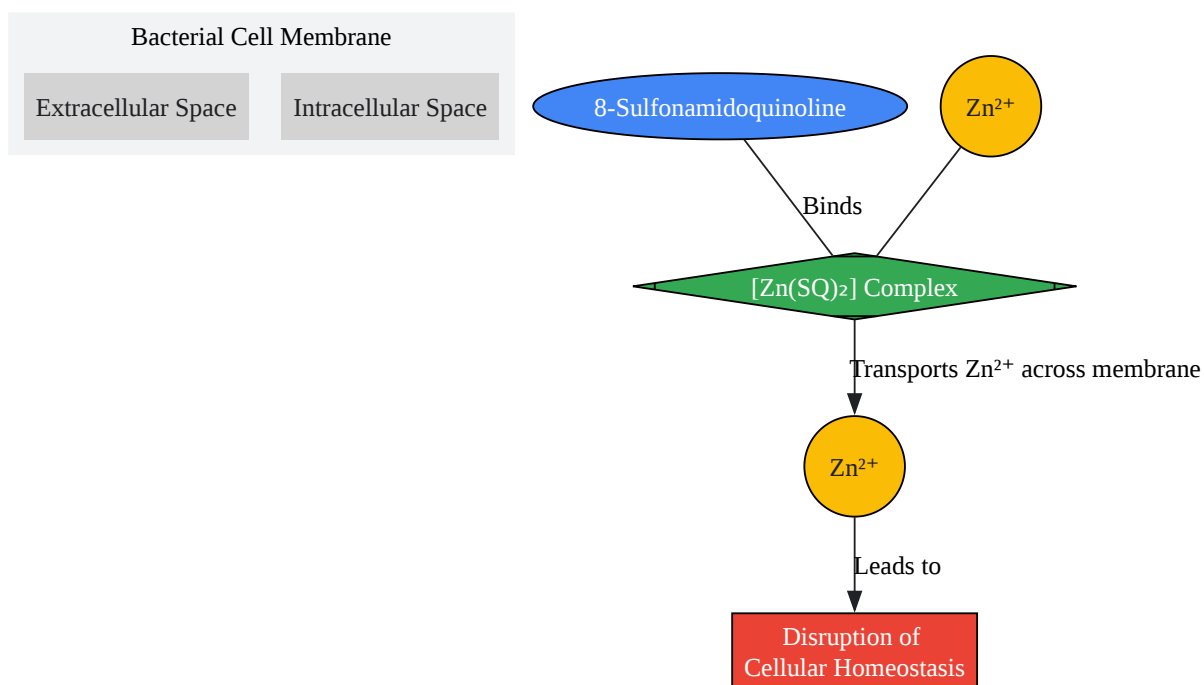 Bacterial Cell Membrane
Extracellular Space
Intracellular Space
8-Sulfonamidoquinoline
Zn²⁺
Binds
[Zn(SQ)₂] Complex
Transports Zn²⁺ across membrane
Zn²⁺
Leads to
Disruption of
Cellular Homeostasis